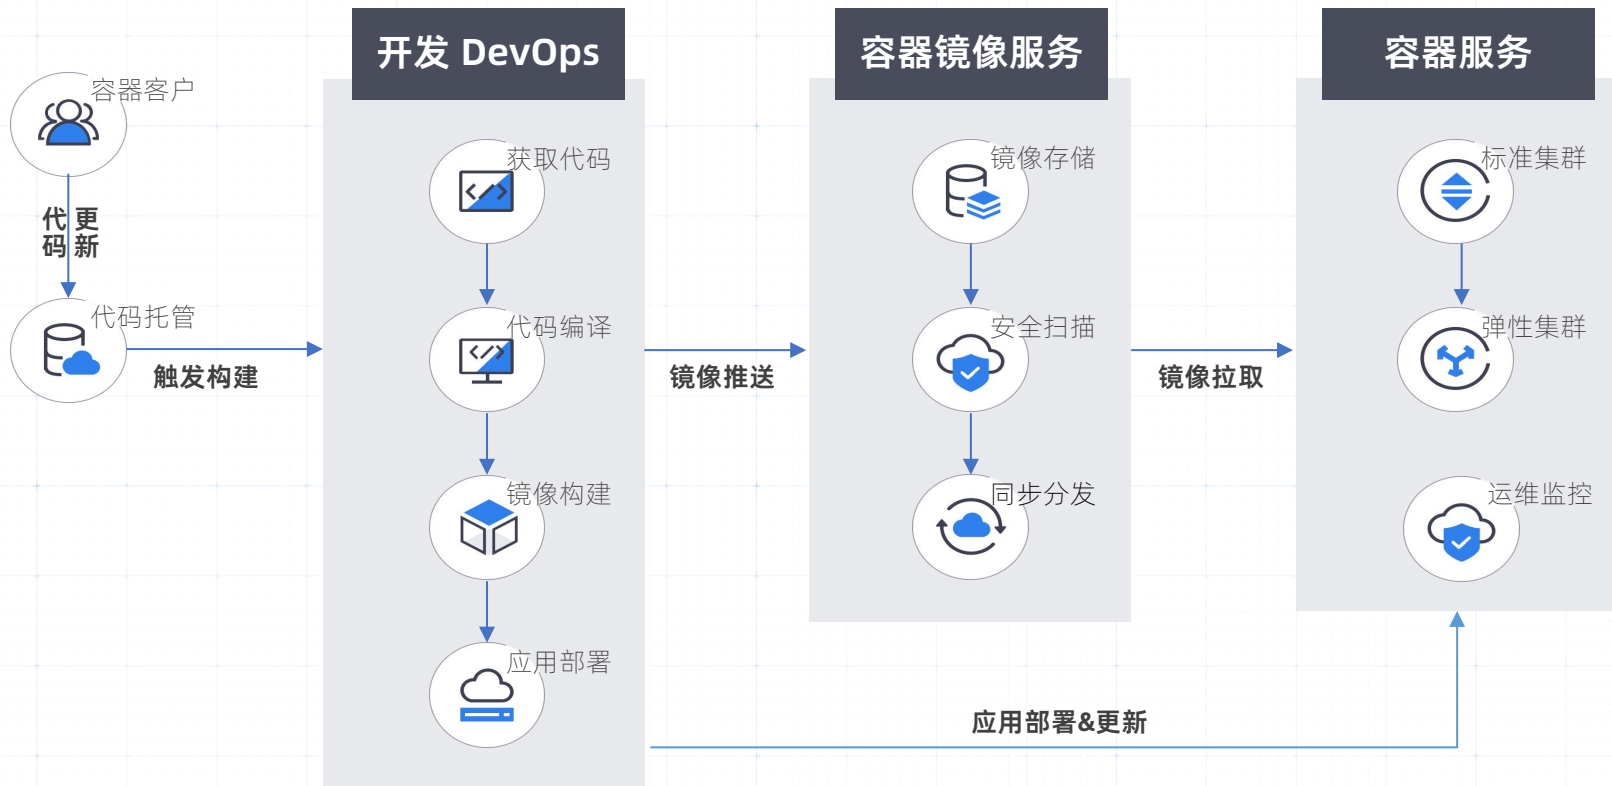 开发 DevOps
容器镜像服务
容器服务
容器客户
代码
更新
代码托管
触发构建
获取代码
代码编译
镜像构建
应用部署
镜像推送
镜像存储
安全扫描
同步分发
镜像拉取
标准集群
弹性集群
运维监控
应用部署&更新